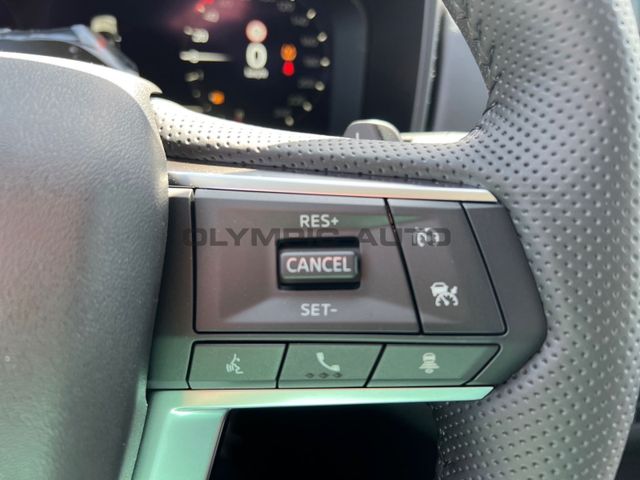 RES+
OLYMPIC AUTO
CANCEL
SET-